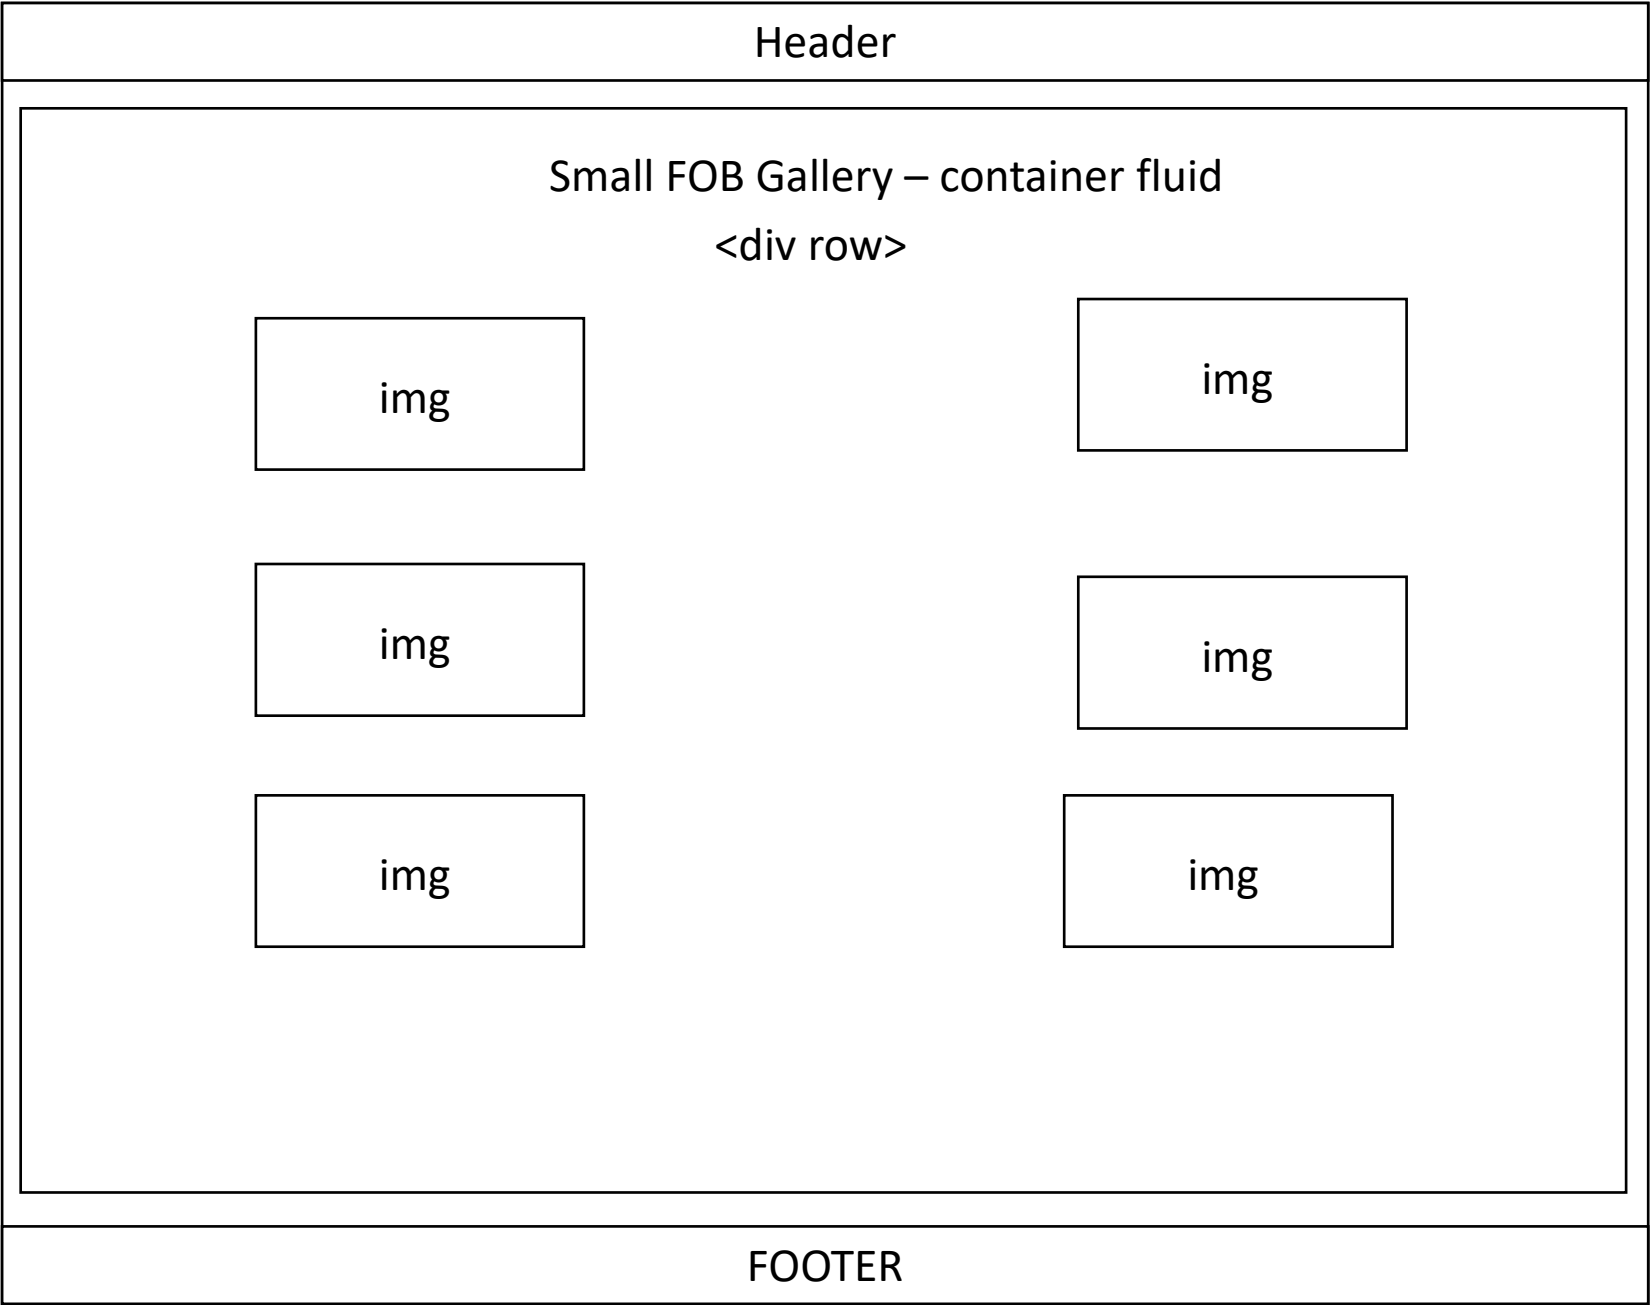 Header
Small FOB Gallery – container fluid
<div row>
img
img
img
img
img
img
FOOTER